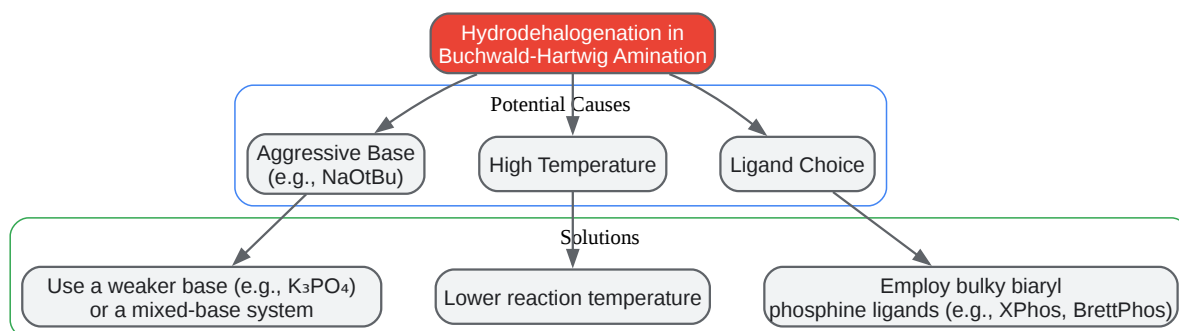 Hydrodehalogenation in
Buchwald-Hartwig Amination
Potential Causes
Aggressive Base
(e.g., NaOtBu)
High Temperature
Ligand Choice
Solutions
Use a weaker base (e.g., K₃PO₄)
or a mixed-base system
Lower reaction temperature
Employ bulky biaryl
phosphine ligands (e.g., XPhos, BrettPhos)